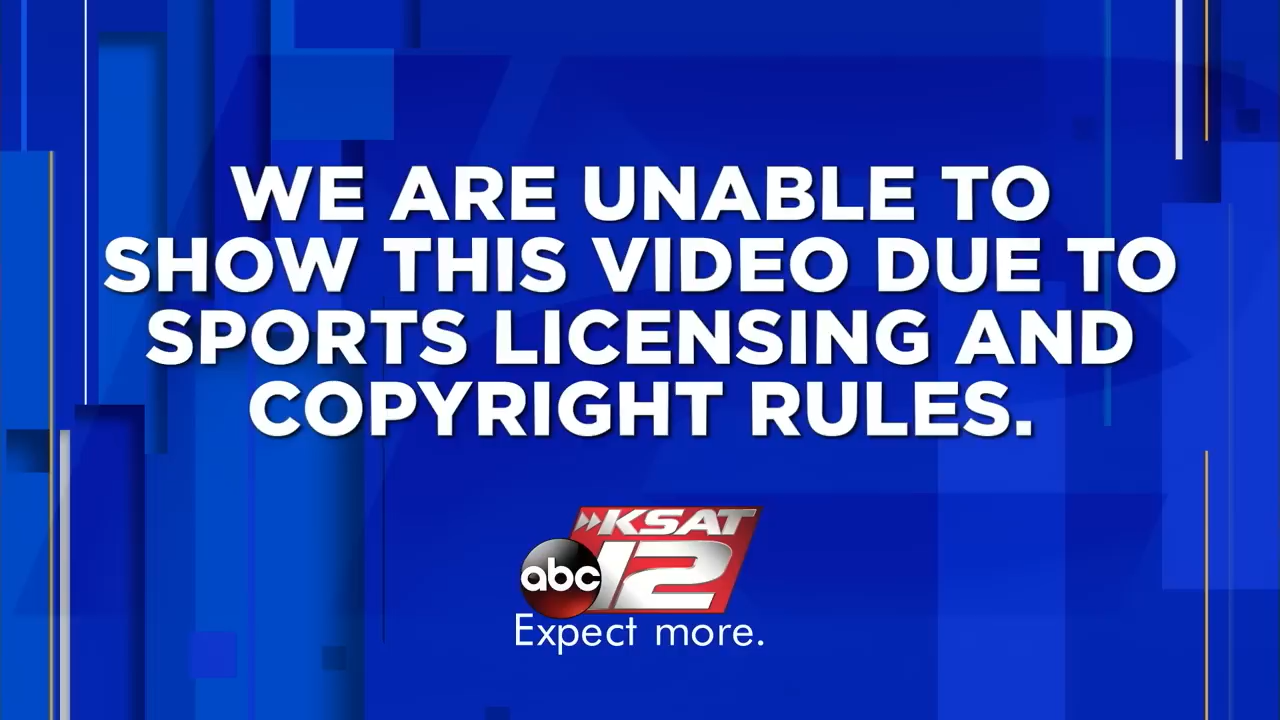 WE ARE UNABLE TO
SHOW THIS VIDEO DUE TO
SPORTS LICENSING AND
COPYRIGHT RULES.
KSAT
abc 12
Expect more.